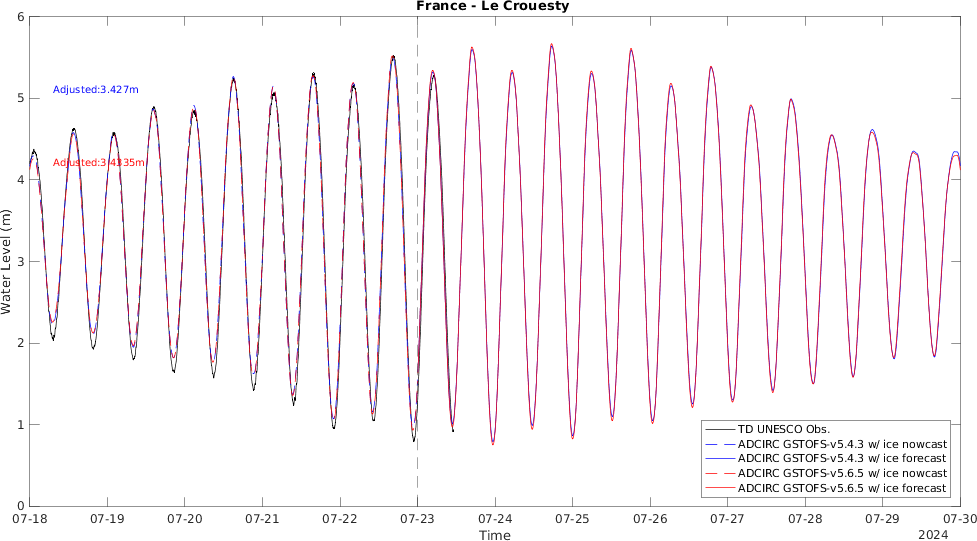 France - Le Crouesty
6
5
4
3
2
1
0
Water Level (m)
Adjusted:3.427m
Adjusted:3.4335m
TD UNESCO Obs.
ADCIRC GSTOFS-v5.4.3 w/ ice nowcast
ADCIRC GSTOFS-v5.4.3 w/ ice forecast
ADCIRC GSTOFS-v5.6.5 w/ ice nowcast
ADCIRC GSTOFS-v5.6.5 w/ ice forecast
07-18 07-19 07-20 07-21 07-22 07-23 07-24 07-25 07-26 07-27 07-28 07-29 07-30
Time
2024